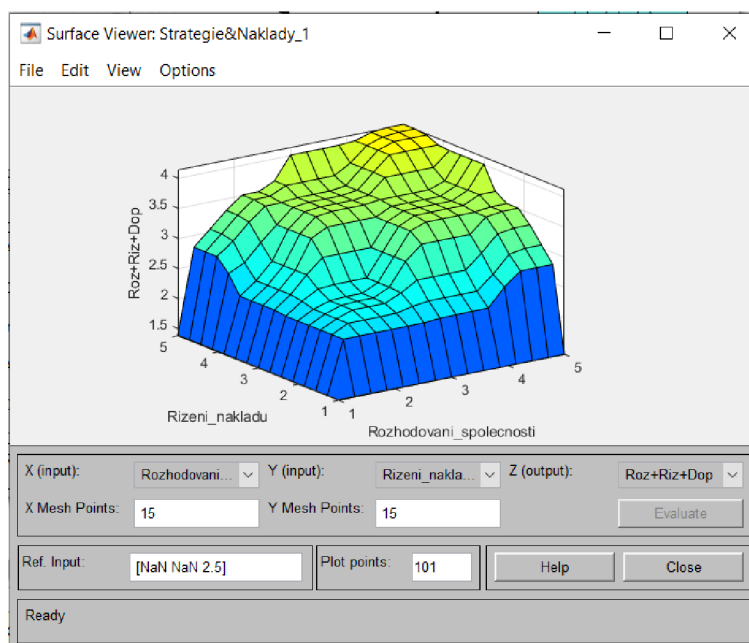 Surface Viewer: Strategie&Naklady_1
File Edit View Options
4
3.5
3
2.5
2
1.5
Roz+Riz+Dop
5
4
3
2
1
Rizeni_nakladu
1
2
3
4
5
Rozhodovani_spolecnosti
X (input): Rozhodovani... Y (input): Rizeni_nakla... Z (output): Roz+Riz+Dop
X Mesh Points: 15 Y Mesh Points: 15 Evaluate
Ref. Input: [NaN NaN 2.5] Plot points: 101 Help Close
Ready